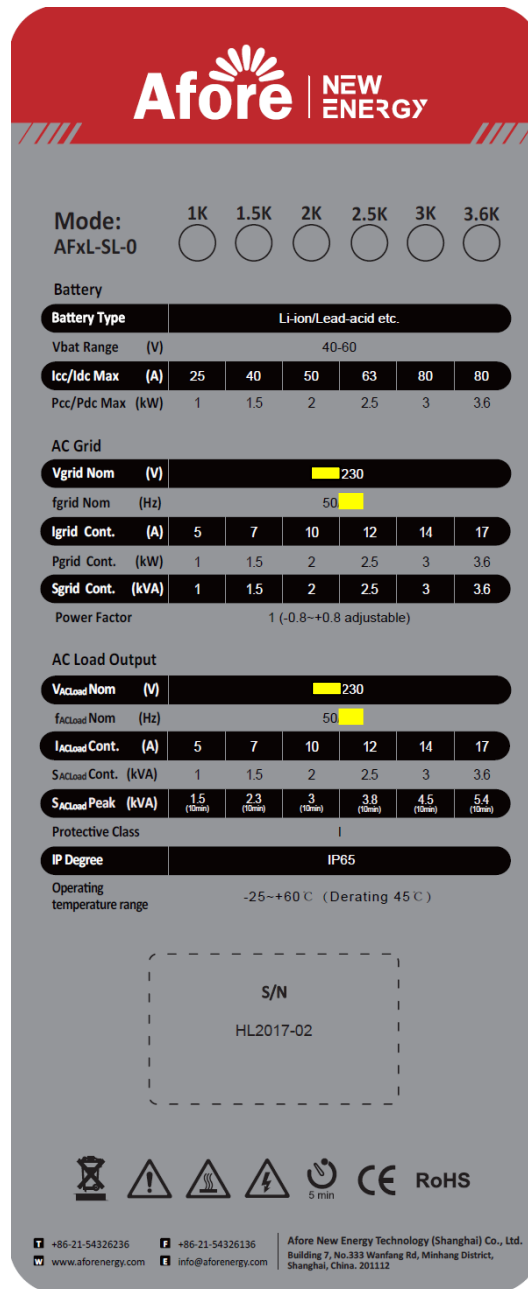 Afore NEW
ENERGY
Mode: 1K 1.5K 2K 2.5K 3K 3.6K
AFxL-SL-0
Battery
Battery Type Li-ion/Lead-acid etc.
Vbat Range (V) 40-60
Icc/Idc Max (A) 25 40 50 63 80 80
Pcc/Pdc Max (kW) 1 1.5 2 2.5 3 3.6
AC Grid
Vgrid Nom (V) 230
fgrid Nom (Hz) 50
Igrid Cont. (A) 5 7 10 12 14 17
Pgrid Cont. (kW) 1 1.5 2 2.5 3 3.6
Sgrid Cont. (kVA) 1 1.5 2 2.5 3 3.6
Power Factor 1 (-0.8~+0.8 adjustable)
AC Load Output
VACLoad Nom (V) 230
fACLoad Nom (Hz) 50
IACLoad Cont. (A) 5 7 10 12 14 17
SACLoad Cont. (kVA) 1 1.5 2 2.5 3 3.6
SACLoad Peak (kVA) 1.5 2.3 3 3.8 4.5 5.4
(10min) (10min) (10min) (10min) (10min) (10min)
Protective Class I
IP Degree IP65
Operating
temperature range -25~+60℃ (Derating 45℃)
S/N
HL2017-02
5 min CE RoHS
T +86-21-54326236 F +86-21-54326136
W www.aforenergy.com E info@aforenergy.com
Afore New Energy Technology (Shanghai) Co., Ltd.
Building 7, No.333 Wanfang Rd, Minhang District,
Shanghai, China. 201112